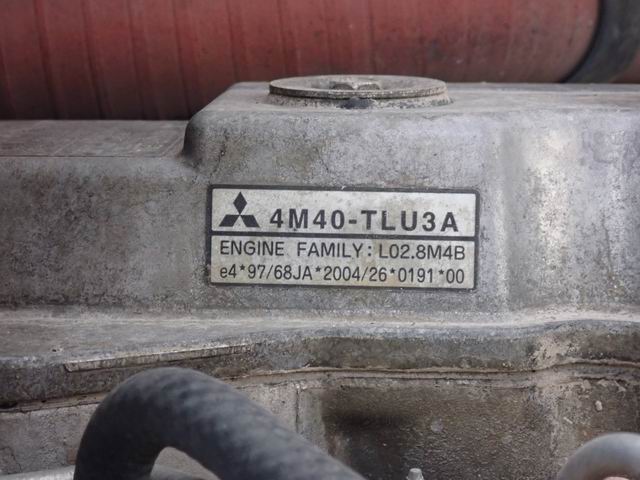 4M40-TLU3A
ENGINE FAMILY: L02.8M4B
e4*97/68JA*2004/26*0191*00